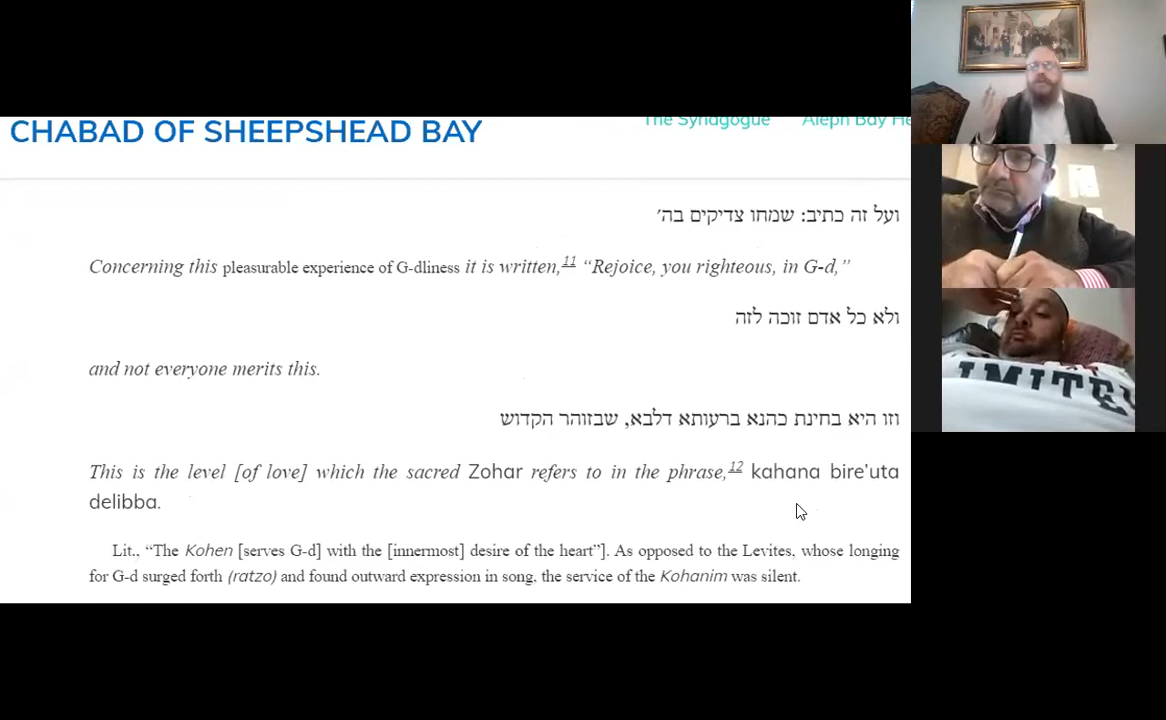 CHABAD OF SHEEPSHEAD BAY
The Synagogue Aleph Bay He
ועל זה כתיב: שמחו צדיקים בה׳
Concerning this pleasurable experience of G-dliness it is written,11 “Rejoice, you righteous, in G-d,”
ולא כל אדם זוכה לזה
and not everyone merits this.
וזו היא בחינת כהנא ברעותא דלבא, שבזוהר הקדוש
This is the level [of love] which the sacred Zohar refers to in the phrase,12 kahana bire’uta
delibba.
Lit., “The Kohen [serves G-d] with the [innermost] desire of the heart”]. As opposed to the Levites, whose longing
for G-d surged forth (ratzo) and found outward expression in song, the service of the Kohanim was silent.